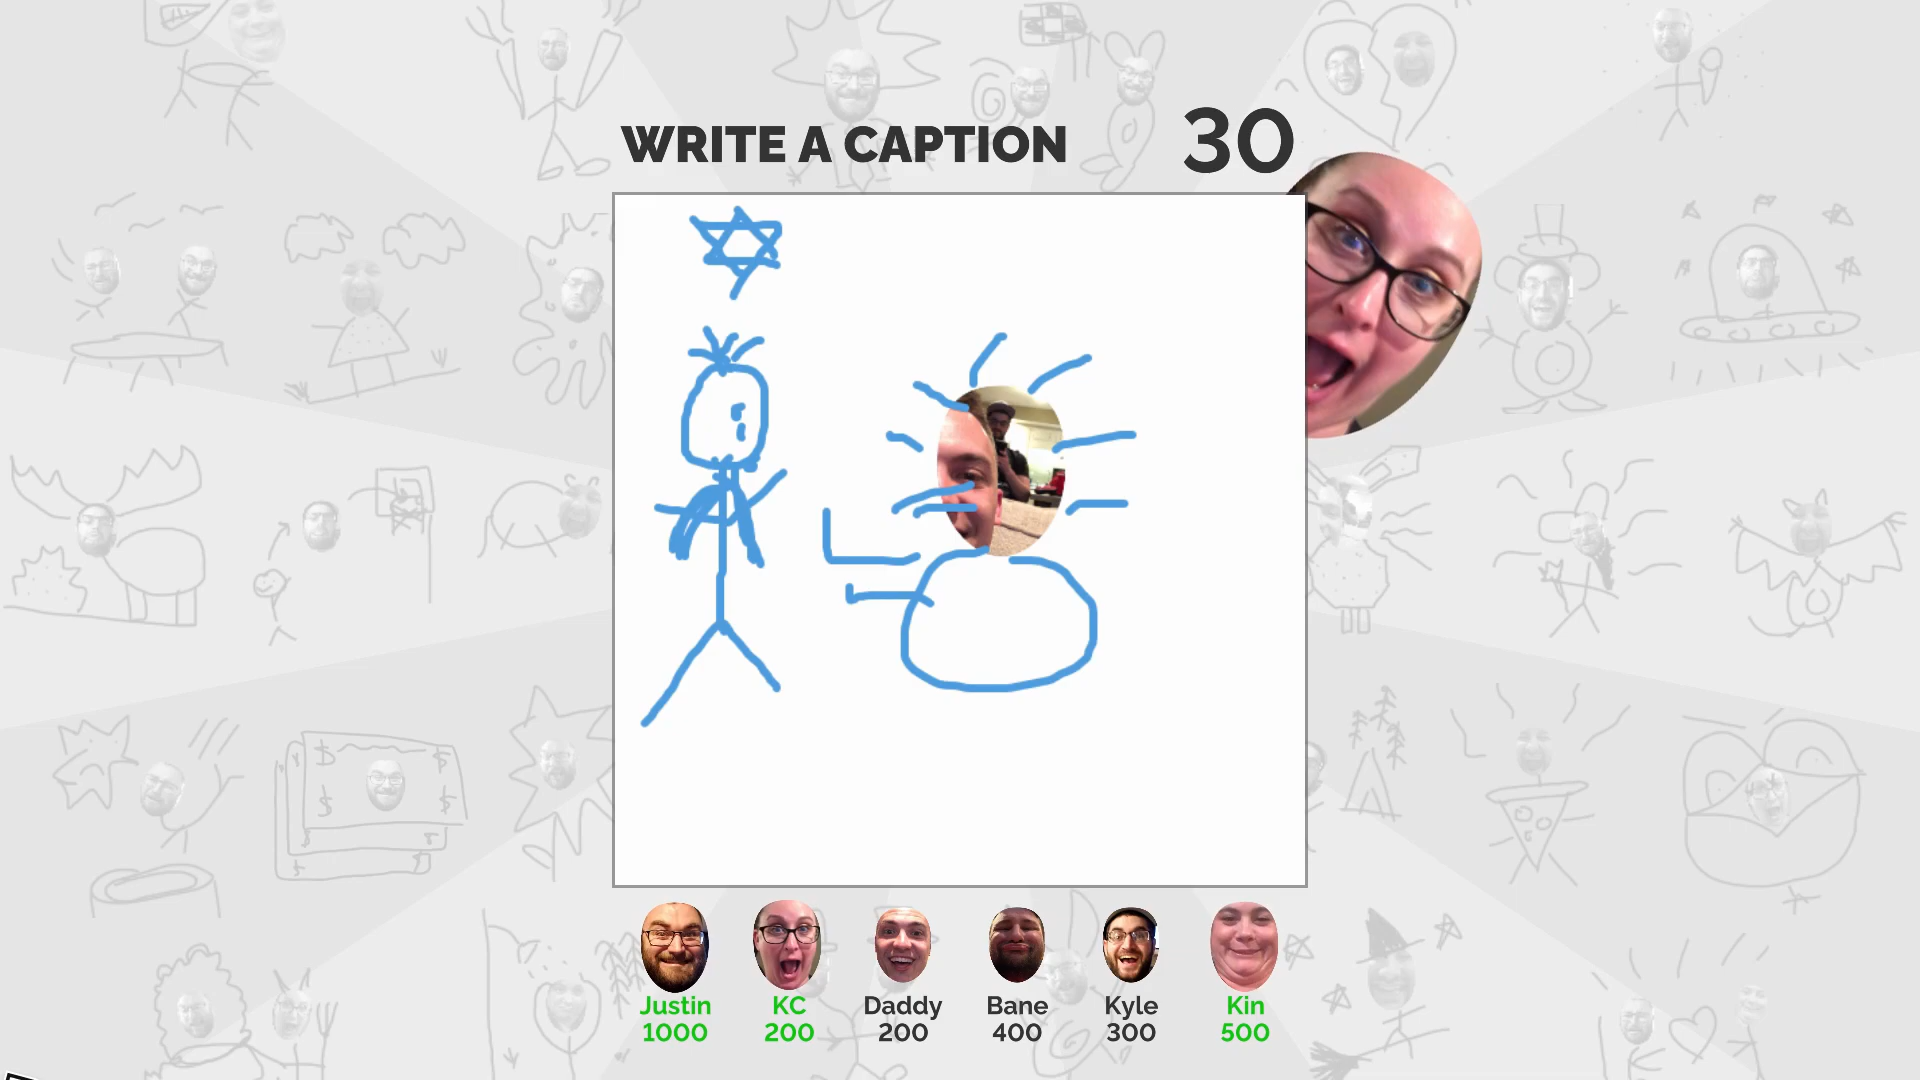 WRITE A CAPTION
30
Justin
1000
KC
200
Daddy
200
Bane
400
Kyle
300
Kin
500